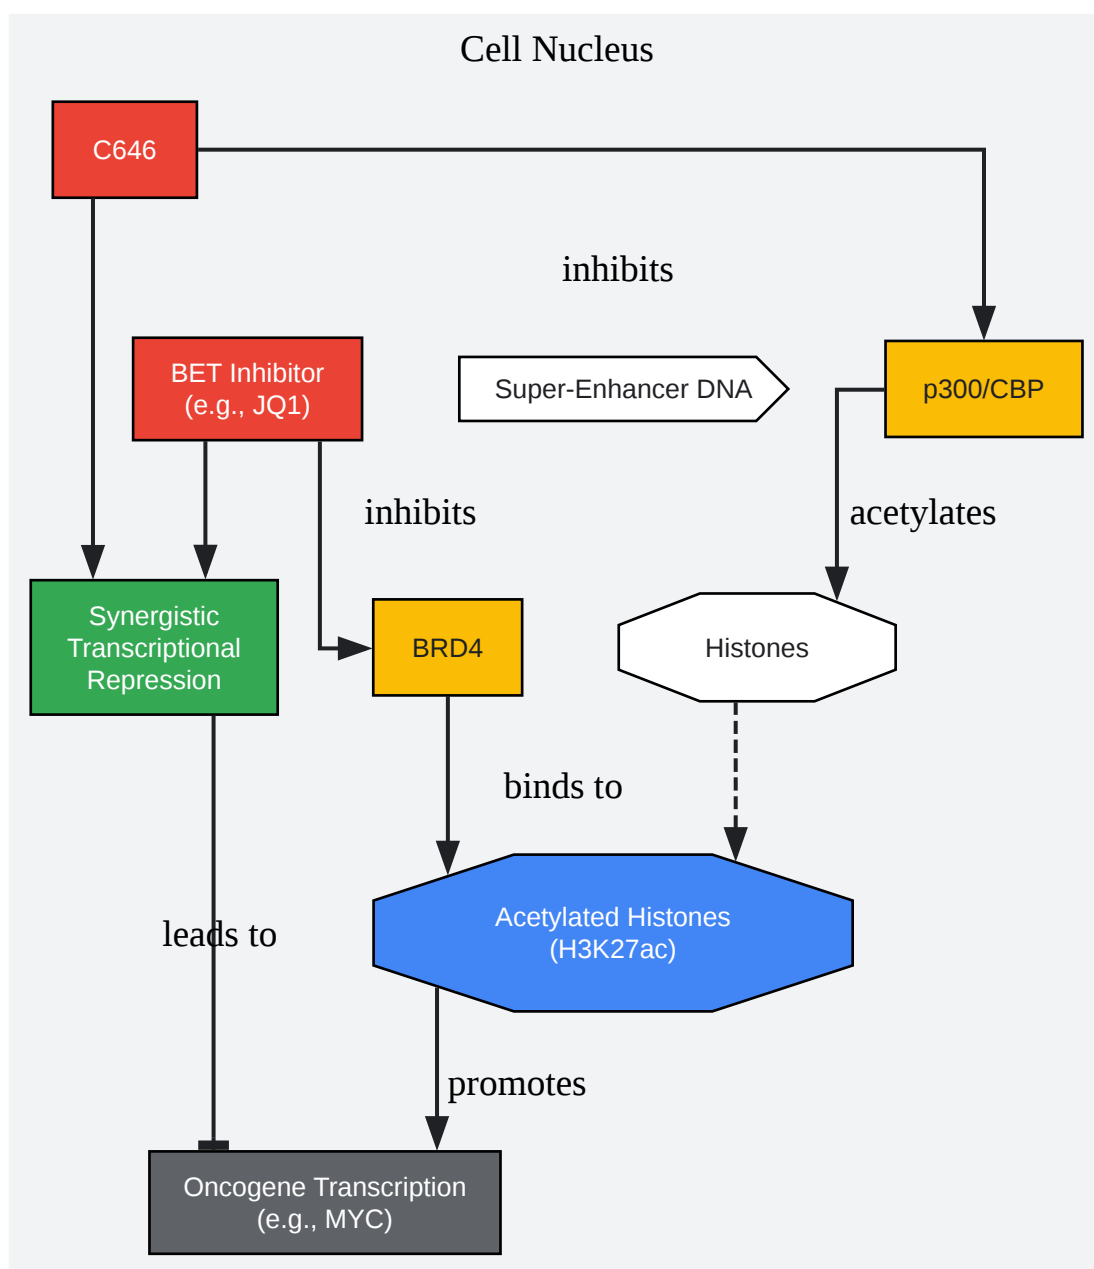 Cell Nucleus
C646
inhibits
BET Inhibitor
(e.g., JQ1)
Super-Enhancer DNA
p300/CBP
inhibits
acetylates
Synergistic
Transcriptional
Repression
BRD4
Histones
binds to
Acetylated Histones
(H3K27ac)
leads to
promotes
Oncogene Transcription
(e.g., MYC)